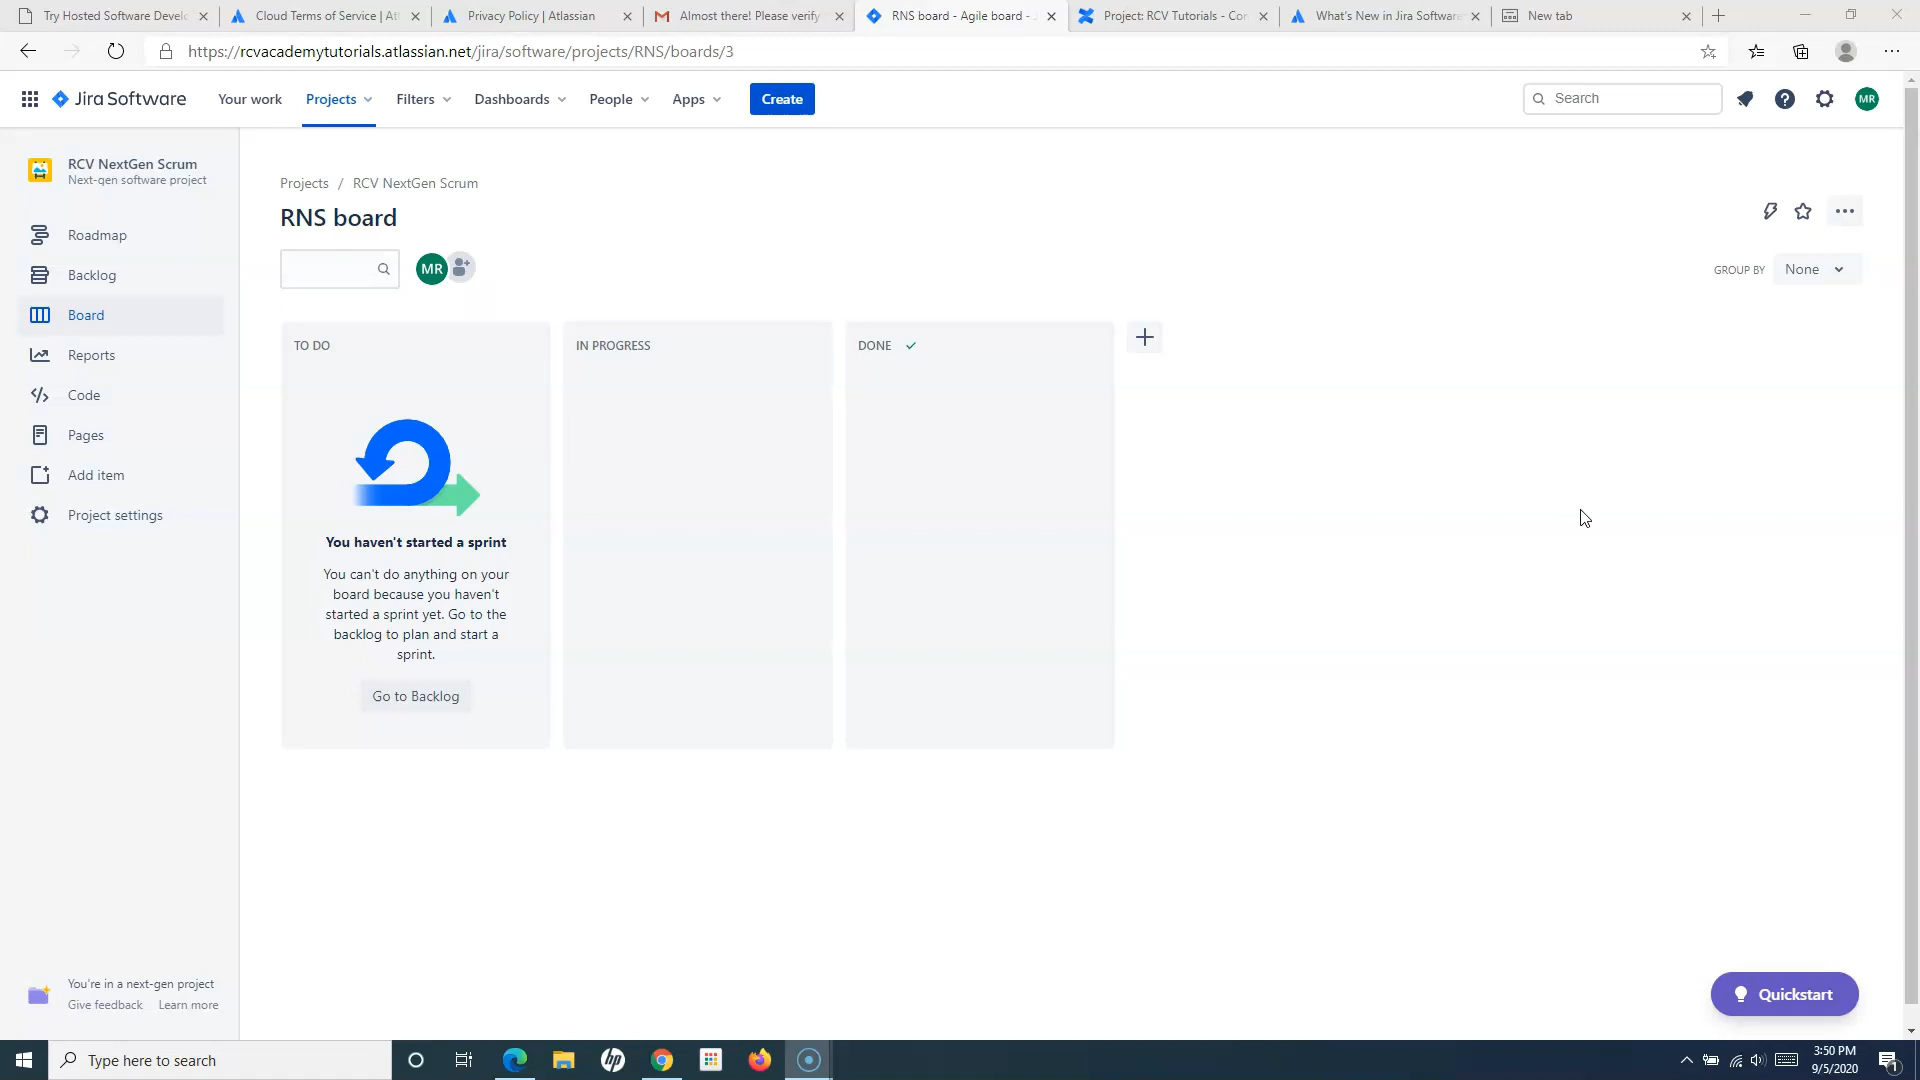 Try Hosted Software Develo
Cloud Terms of Service | Atl
Privacy Policy | Atlassian
Almost there! Please verify
RNS board - Agile board -
RCV Tutorials
What's New in Jira Software
New tab
https://rcvacademytutorials.atlassian.net/jira/software/projects/RNS/boards/3
Jira Software
Your work
Projects
Filters
Dashboards
People
Apps
Create
Search
MR
RCV NextGen Scrum
Next-gen software project
Roadmap
Backlog
Board
Reports
Code
Pages
Add item
Project settings
Projects / RCV NextGen Scrum
RNS board
MR
GROUP BY
None
TO DO
IN PROGRESS
DONE
You haven't started a sprint
You can't do anything on your
board because you haven't
started a sprint yet. Go to the
backlog to plan and start a
sprint.
Go to Backlog
You're in a next-gen project
Give feedback
Learn more
Quickstart
Type here to search
hp
3:50 PM
9/5/2020
1